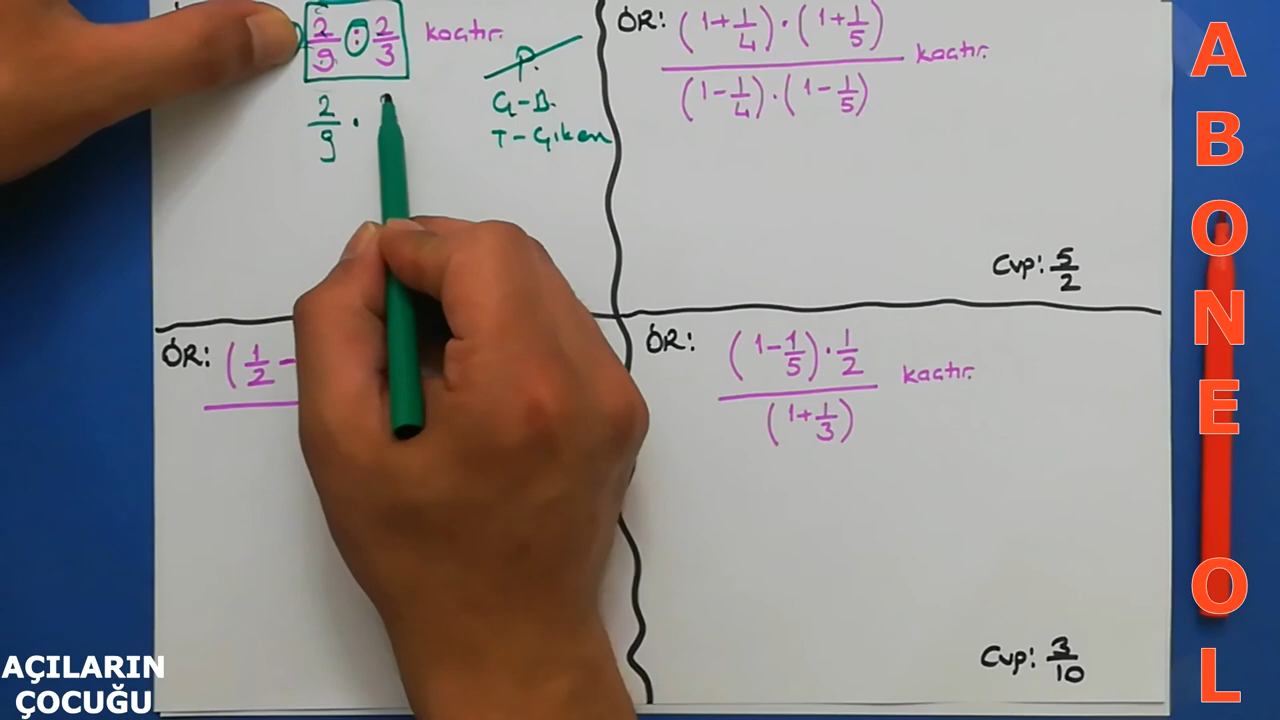 2/9 : 2/3 kaçtır.
P.
Ç-B.
T-Çıkan
2/9 .
ÖR: (1+1/4).(1+1/5) / (1-1/4).(1-1/5) kaçtır.
Cvp: 5/2
ÖR: (1/2 -
ÖR: (1-1/5).1/2 / (1+1/3) kaçtır.
Cvp: 3/10
ABONE OL
AÇILARIN
ÇOCUĞU